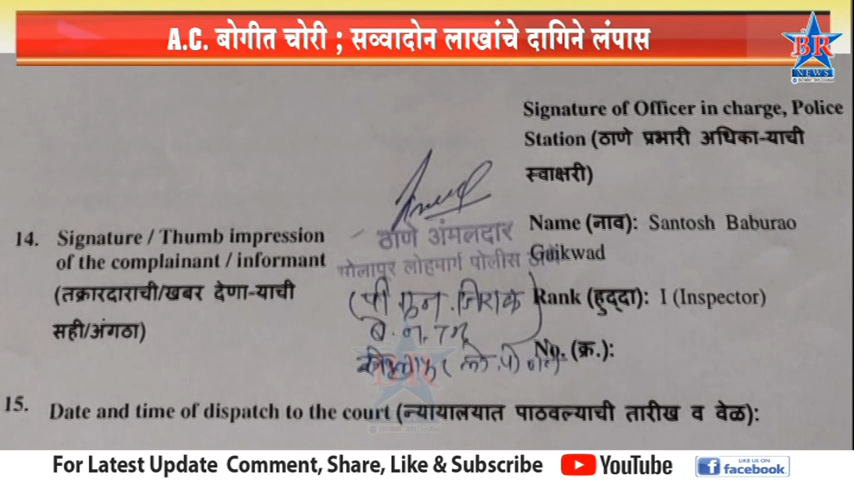 A.C. बोगीत चोरी ; सव्वादोन लाखांचे दागिने लंपास
BR
NEWS
Signature of Officer in charge, Police
Station (ठाणे प्रभारी अधिका-याची
स्वाक्षरी)
14. Signature / Thumb impression
of the complainant / informant
(तक्रारदाराची/खबर देणा-याची
सही/अंगठा)
ठाणे अंमलदार
सोलापुर लोहमार्ग पोलीस
Name (नाव): Santosh Baburao
Gaikwad
Rank (हुद्दा): I (Inspector)
No. (क्र.):
15. Date and time of dispatch to the court (न्यायालयात पाठवल्याची तारीख व वेळ):
For Latest Update Comment, Share, Like & Subscribe
YouTube
LIKE US ON
facebook